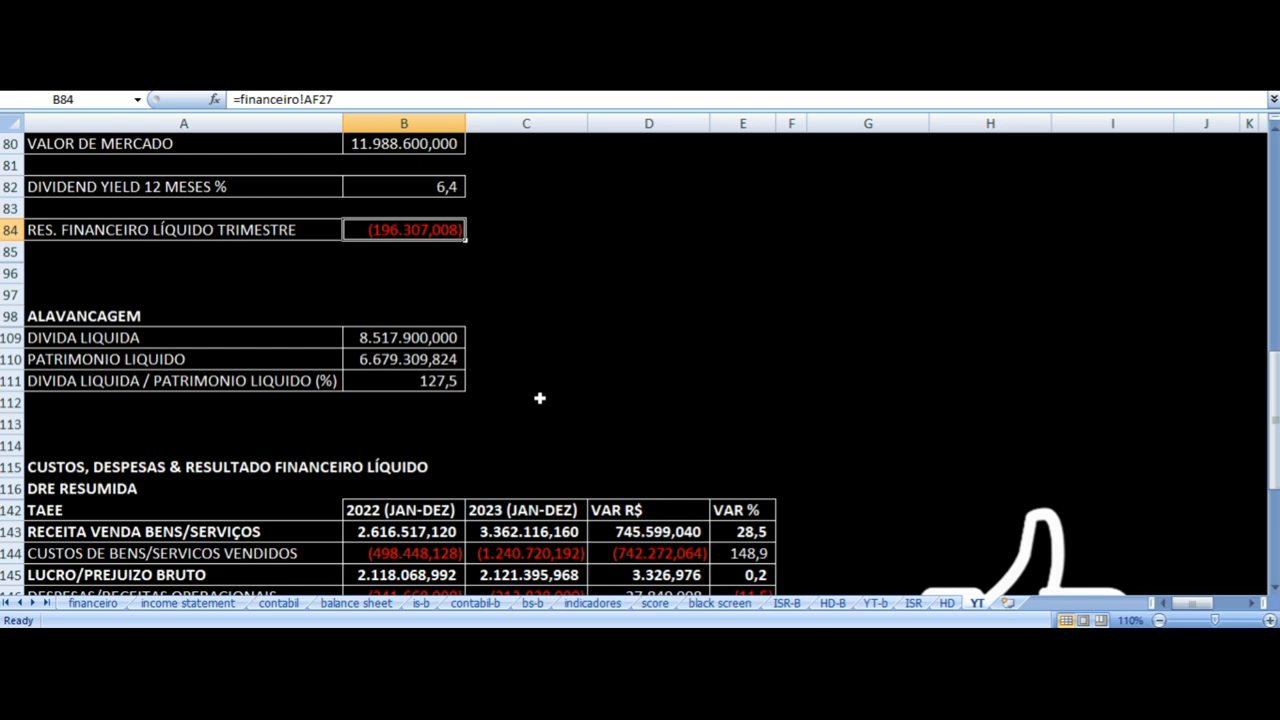 B84 fx =financeiro!AF27
A B C D E F G H I J K
80 VALOR DE MERCADO 11.988.600,000
81
82 DIVIDEND YIELD 12 MESES % 6,4
83
84 RES. FINANCEIRO LÍQUIDO TRIMESTRE (196.307,008)
85
96
97
98 ALAVANCAGEM
109 DIVIDA LIQUIDA 8.517.900,000
110 PATRIMONIO LIQUIDO 6.679.309,824
111 DIVIDA LIQUIDA / PATRIMONIO LIQUIDO (%) 127,5
112
113
114
115 CUSTOS, DESPESAS & RESULTADO FINANCEIRO LÍQUIDO
116 DRE RESUMIDA
142 TAEE 2022 (JAN-DEZ) 2023 (JAN-DEZ) VAR R$ VAR %
143 RECEITA VENDA BENS/SERVIÇOS 2.616.517,120 3.362.116,160 745.599,040 28,5
144 CUSTOS DE BENS/SERVICOS VENDIDOS (498.448,128) (1.240.720,192) (742.272,064) 148,9
145 LUCRO/PREJUIZO BRUTO 2.118.068,992 2.121.395,968 3.326,976 0,2
financeiro income statement contabil balance sheet is-b contabil-b bs-b indicadores score black screen ISR-B HD-B YT-b ISR HD YT
Ready 110%